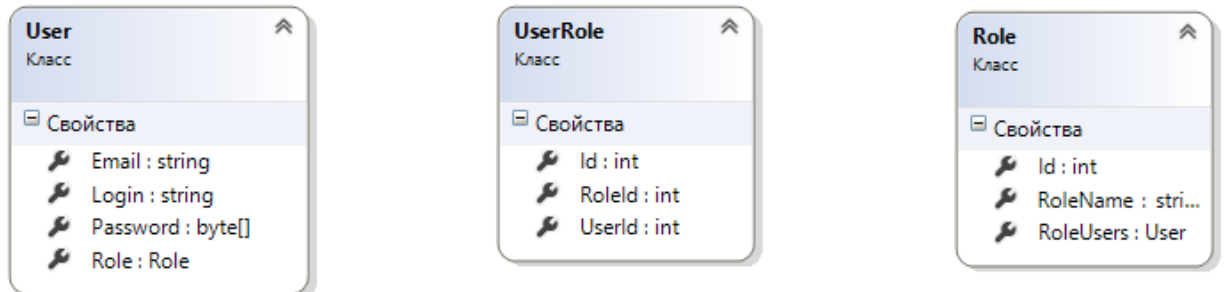 User
Класс
Свойства
Email : string
Login : string
Password : byte[]
Role : Role
UserRole
Класс
Свойства
Id : int
RoleId : int
UserId : int
Role
Класс
Свойства
Id : int
RoleName : stri...
RoleUsers : User